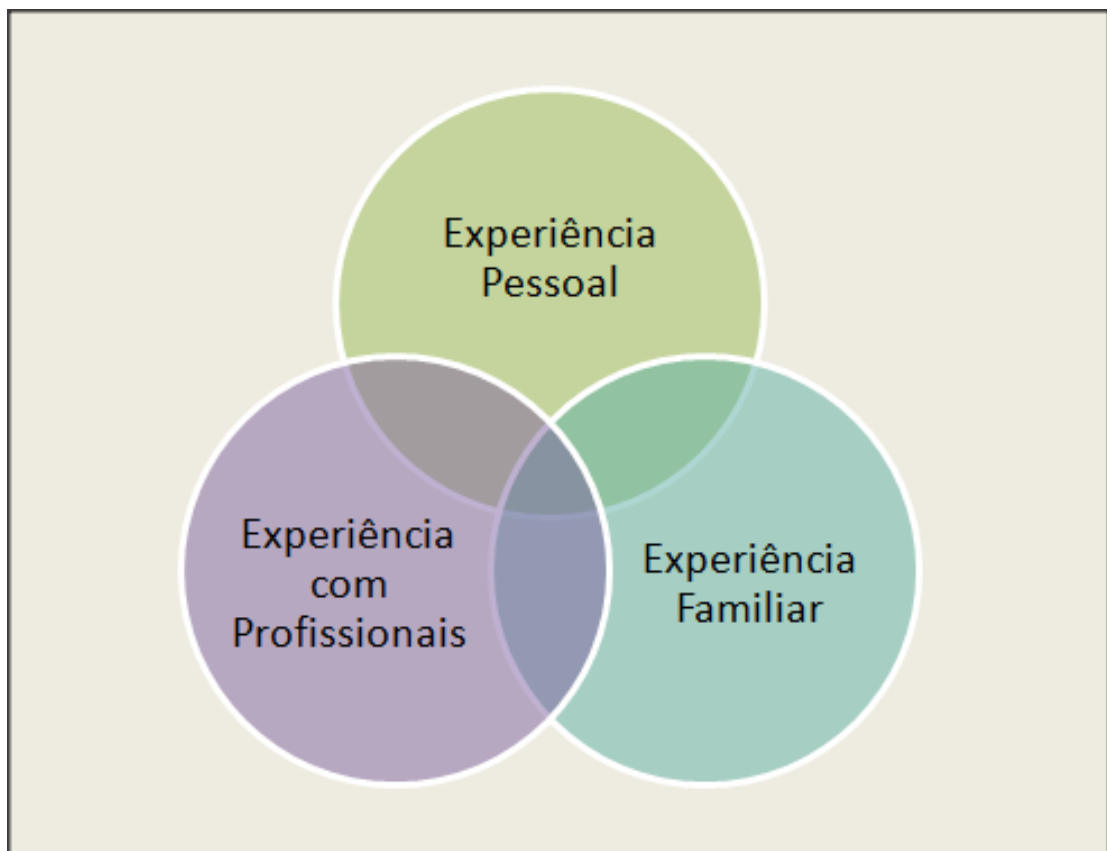 Experiência
Pessoal
Experiência
com
Profissionais
Experiência
Familiar